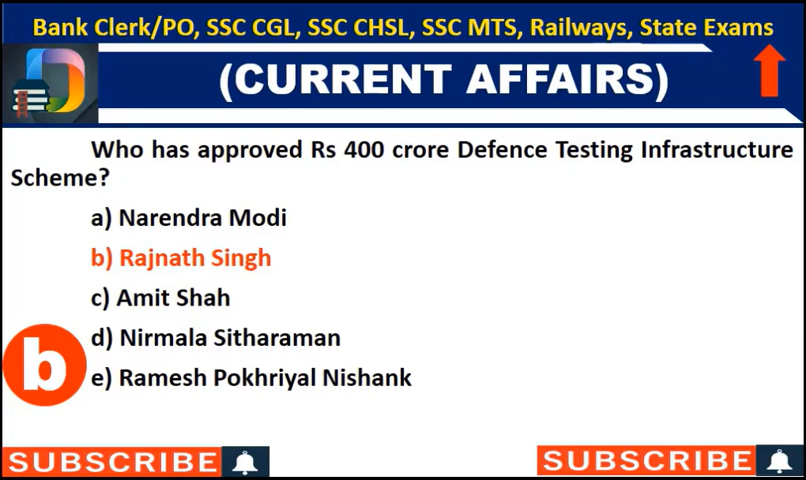 Bank Clerk/PO, SSC CGL, SSC CHSL, SSC MTS, Railways, State Exams
(CURRENT AFFAIRS)
Who has approved Rs 400 crore Defence Testing Infrastructure
Scheme?
a) Narendra Modi
b) Rajnath Singh
c) Amit Shah
d) Nirmala Sitharaman
b
e) Ramesh Pokhriyal Nishank
SUBSCRIBE
SUBSCRIBE